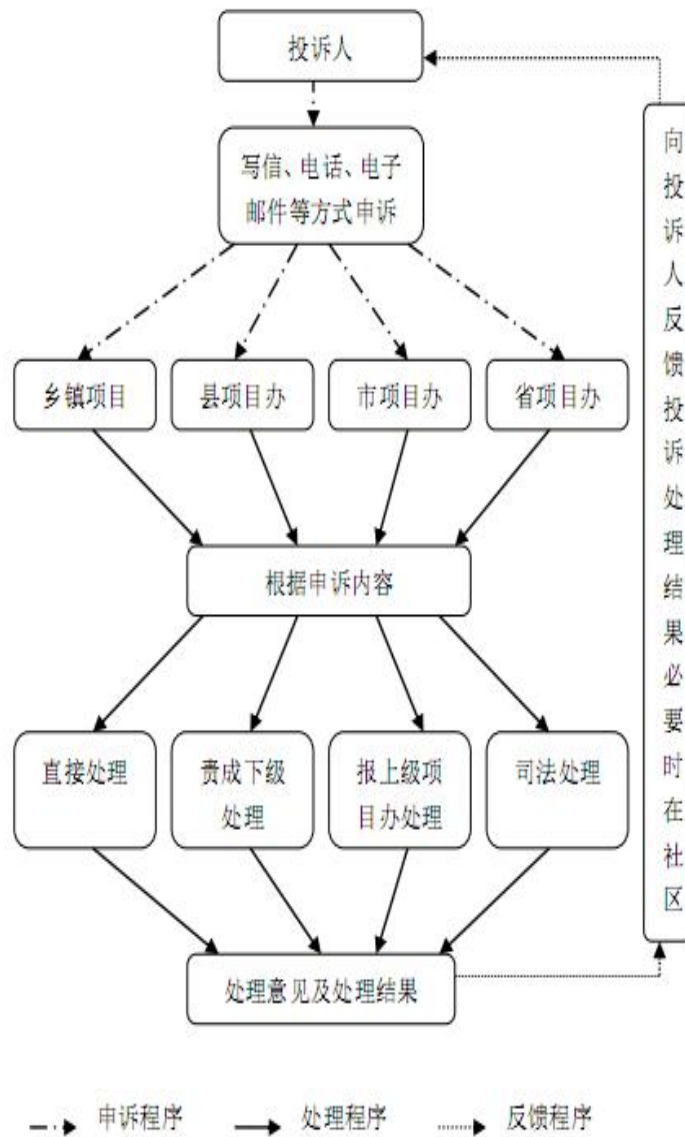 投诉人
写信、电话、电子
邮件等方式申诉
乡镇项目
县项目办
市项目办
省项目办
根据申诉内容
直接处理
责成下级
处理
报上级项
目办处理
司法处理
处理意见及处理结果
向投诉人反馈投诉处理结果必要时在社区
申诉程序
处理程序
反馈程序